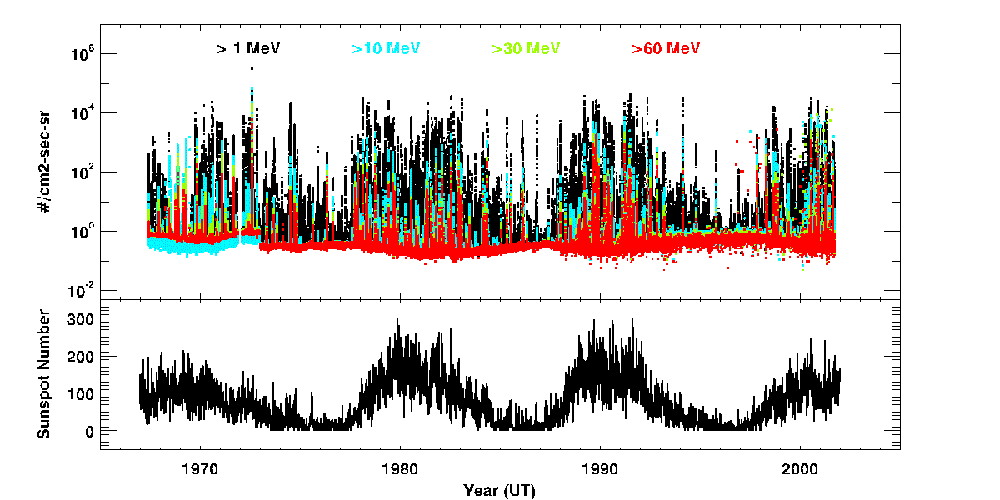 > 1 MeV >10 MeV >30 MeV >60 MeV
10^6
10^4
10^2
10^0
10^-2
#/cm2-sec-sr
300
200
100
0
Sunspot Number
1970 1980 1990 2000
Year (UT)